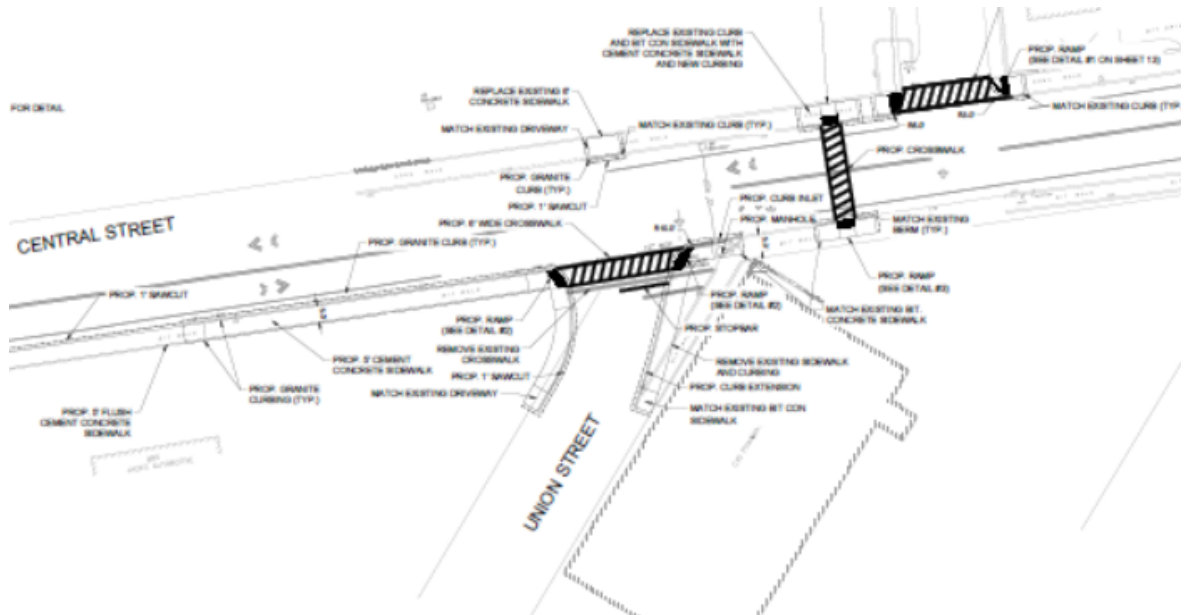 REPLACE EXISTING CURB
AND BIT CON SIDEWALK WITH
CEMENT CONCRETE SIDEWALK
AND NEW CURBING
PROP. RAMP
(SEE DETAIL #1 ON SHEET 13)
FOR DETAIL
REPLACE EXISTING 6'
CONCRETE SIDEWALK
MATCH EXISTING DRIVEWAY
MATCH EXISTING CURB (TYP.)
MATCH EXISTING CURB (TYP
PROP. CROSSWALK
PROP. GRANITE
CURB (TYP.)
PROP. 1' SAWCUT
PROP. CURB INLET
PROP. MANHOLE
MATCH EXISTING
BERM (TYP.)
PROP. 6' WIDE CROSSWALK
CENTRAL STREET
PROP. GRANITE CURB (TYP.)
PROP. 1' SAWCUT
PROP. RAMP
(SEE DETAIL #3)
PROP. RAMP
(SEE DETAIL #2)
PROP. RAMP
(SEE DETAIL #2)
MATCH EXISTING BIT.
CONCRETE SIDEWALK
PROP. STOPBAR
REMOVE EXISTING
CROSSWALK
REMOVE EXISTING SIDEWALK
AND CURBING
PROP. 5' CEMENT
CONCRETE SIDEWALK
PROP. 1' SAWCUT
PROP. CURB EXTENSION
PROP. GRANITE
CURBING (TYP.)
MATCH EXISTING DRIVEWAY
MATCH EXISTING BIT CON
SIDEWALK
PROP. 5' FLUSH
CEMENT CONCRETE
SIDEWALK
UNION STREET